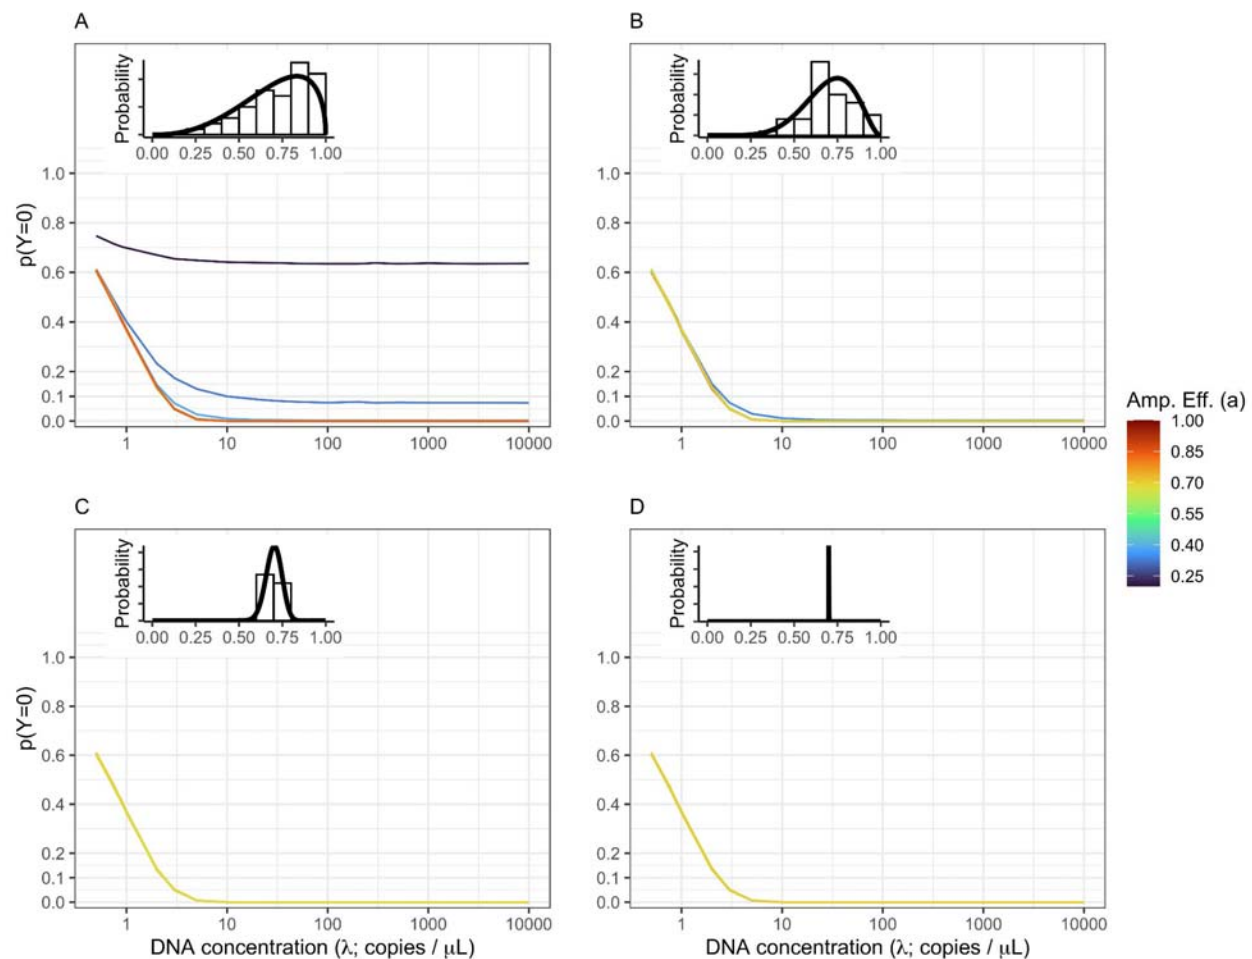 A
Probability
0.00 0.25 0.50 0.75 1.00
p(Y=0)
1.0
0.8
0.6
0.4
0.2
0.1
0.0
1 10 100 1000 10000
B
Probability
0.00 0.25 0.50 0.75 1.00
1.0
0.8
0.6
0.4
0.2
0.1
0.0
1 10 100 1000 10000
C
Probability
0.00 0.25 0.50 0.75 1.00
p(Y=0)
1.0
0.8
0.6
0.4
0.2
0.1
0.0
1 10 100 1000 10000
DNA concentration (λ; copies / μL)
D
Probability
0.00 0.25 0.50 0.75 1.00
1.0
0.8
0.6
0.4
0.2
0.1
0.0
1 10 100 1000 10000
DNA concentration (λ; copies / μL)
Amp. Eff. (a)
1.00
0.85
0.70
0.55
0.40
0.25